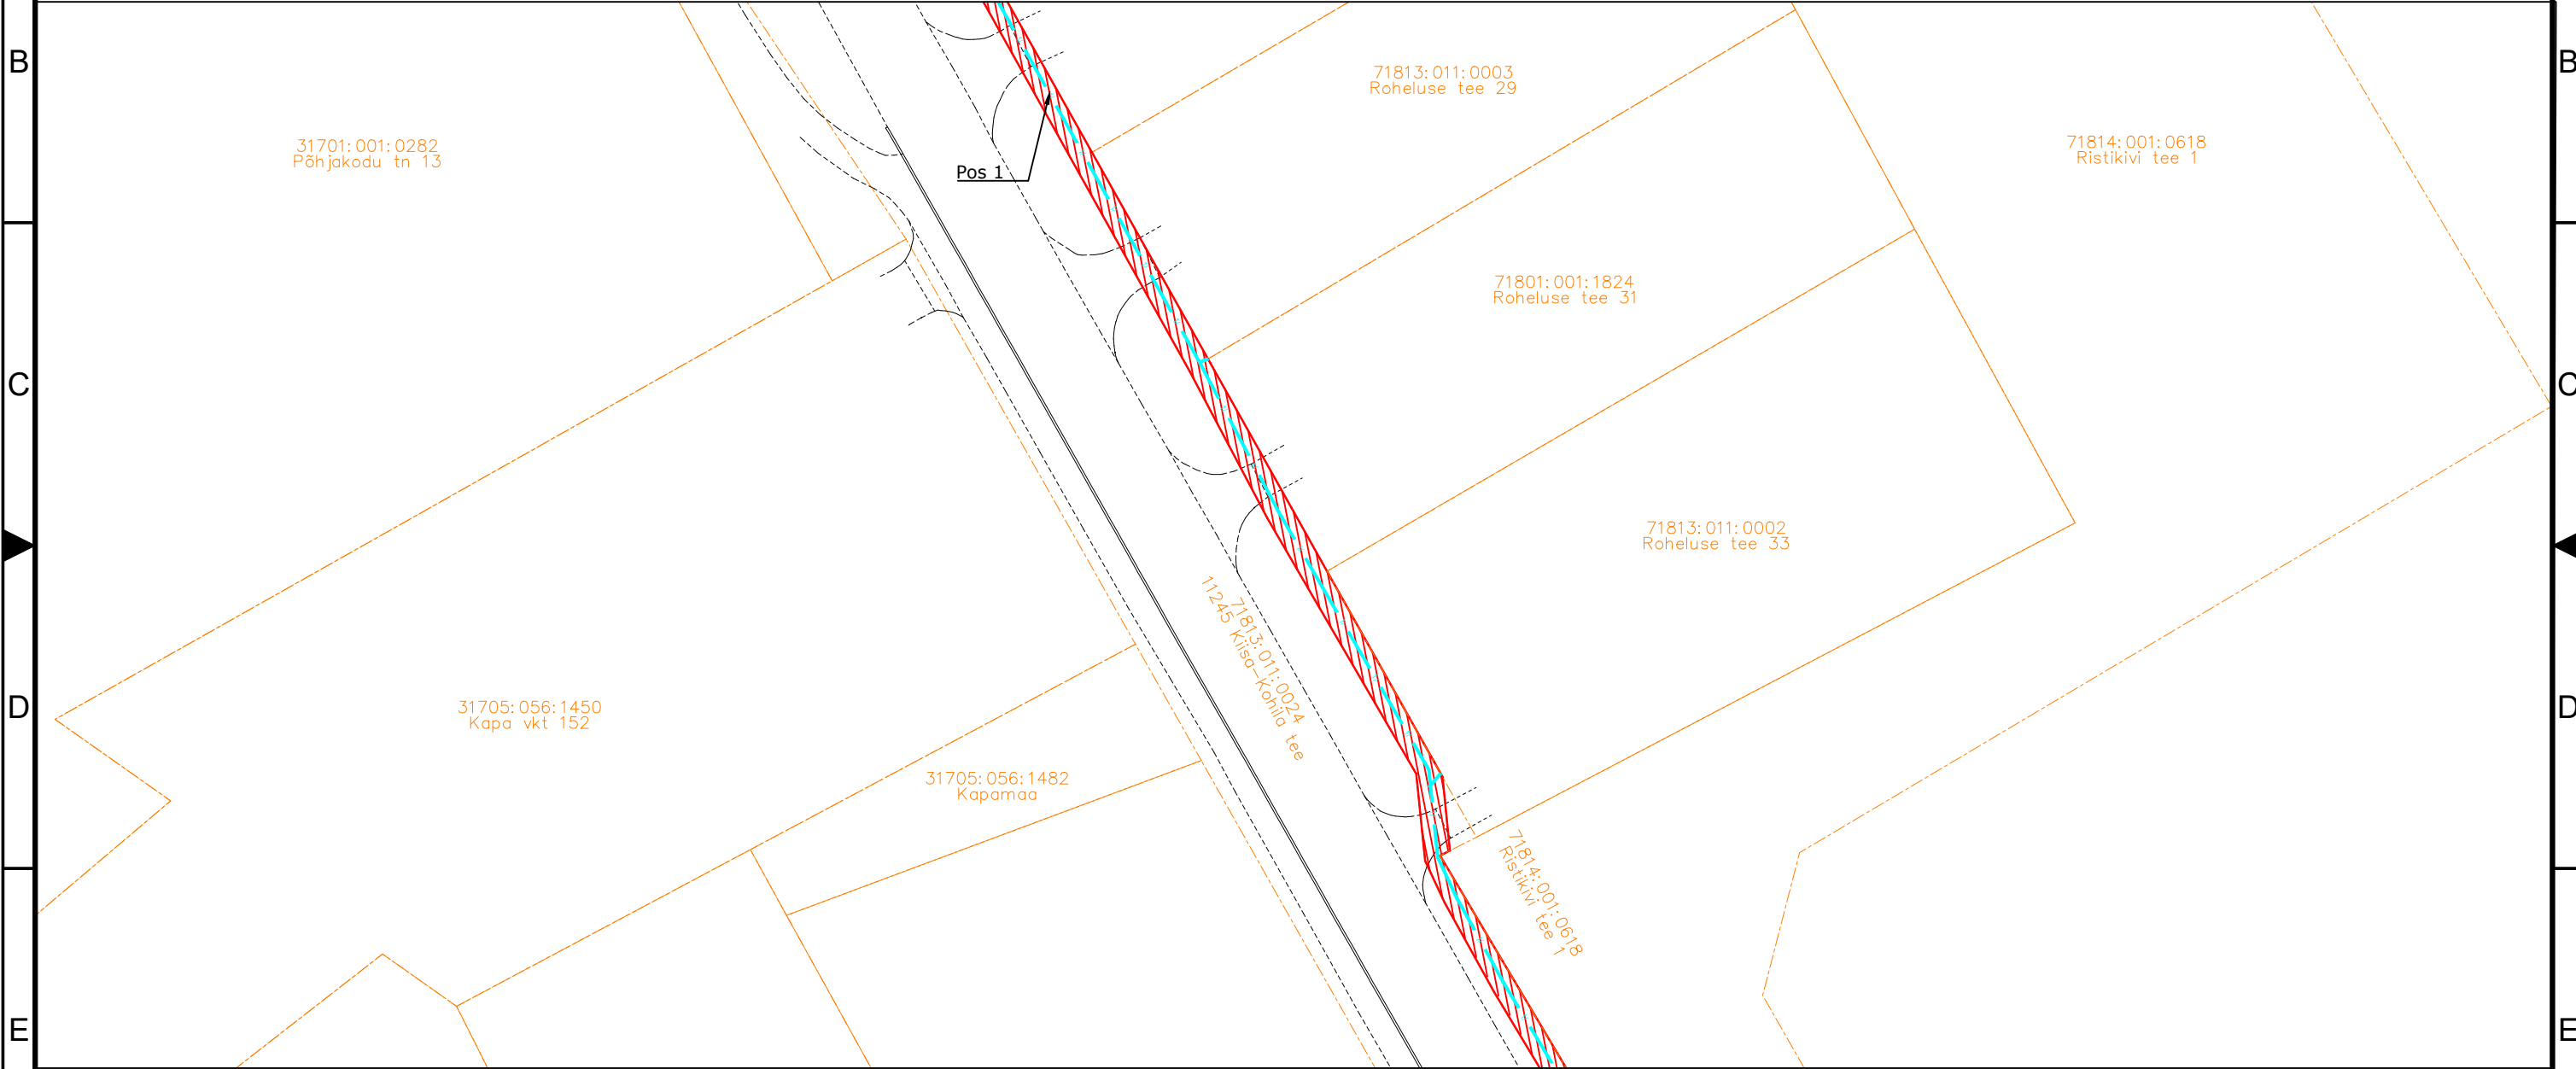 B
B
71813:011:0003
Roheluse tee 29
31701:001:0282
Põhjakodu tn 13
71814:001:0618
Ristikivi tee 1
Pos 1
71801:001:1824
Roheluse tee 31
C
C
71813:011:0002
Roheluse tee 33
71813:011:0024
11245 Kiisa-Kohila tee
31705:056:1450
Kapa vkt 152
D
D
31705:056:1482
Kapamaa
71814:001:0618
Ristikivi tee 1
E
E